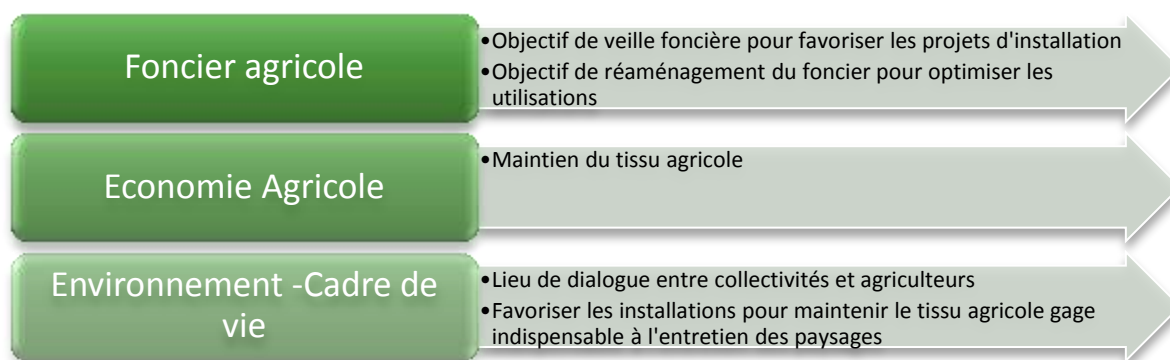 Foncier agricole
•Objectif de veille foncière pour favoriser les projets d'installation
•Objectif de réaménagement du foncier pour optimiser les
utilisations
Economie Agricole
•Maintien du tissu agricole
Environnement -Cadre de
vie
•Lieu de dialogue entre collectivités et agriculteurs
•Favoriser les installations pour maintenir le tissu agricole gage
indispensable à l'entretien des paysages